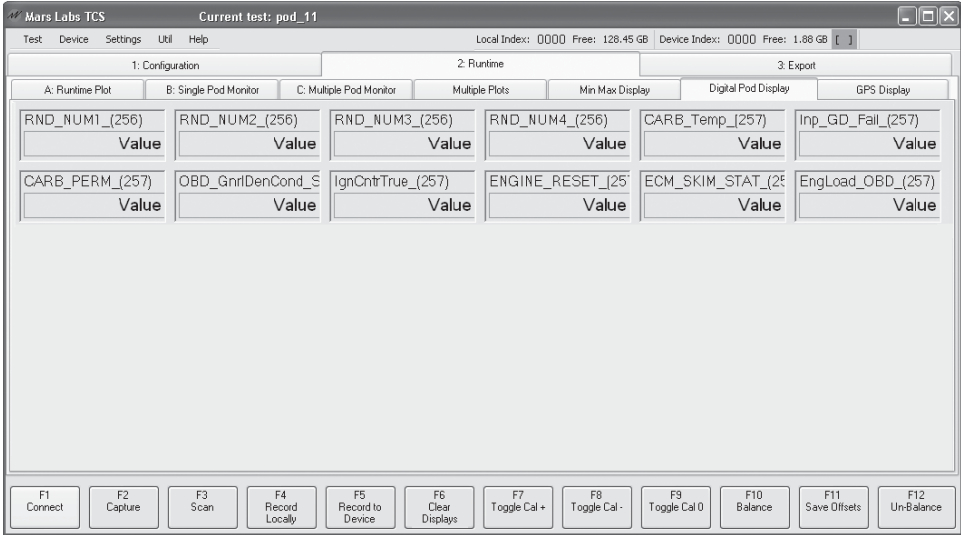 Mars Labs TCS Current test: pod_11
Test Device Settings Util Help Local Index: 0000 Free: 128.45 GB Device Index: 0000 Free: 1.88 GB [ ]
1: Configuration 2: Runtime 3: Export
A: Runtime Plot B: Single Pod Monitor C: Multiple Pod Monitor Multiple Plots Min Max Display Digital Pod Display GPS Display
RND_NUM1_(256) RND_NUM2_(256) RND_NUM3_(256) RND_NUM4_(256) CARB_Temp_(257) Inp_GD_Fail_(257)
Value Value Value Value Value Value
CARB_PERM_(257) OBD_GnrlDenCond_S IgnCntrTrue_(257) ENGINE_RESET_(25 ECM_SKIM_STAT_(25 EngLoad_OBD_(257)
Value Value Value Value Value Value
F1 F2 F3 F4 F5 F6 F7 F8 F9 F10 F11 F12
Connect Capture Scan Record Record to Clear Toggle Cal + Toggle Cal - Toggle Cal 0 Balance Save Offsets Un-Balance
Locally Device Displays